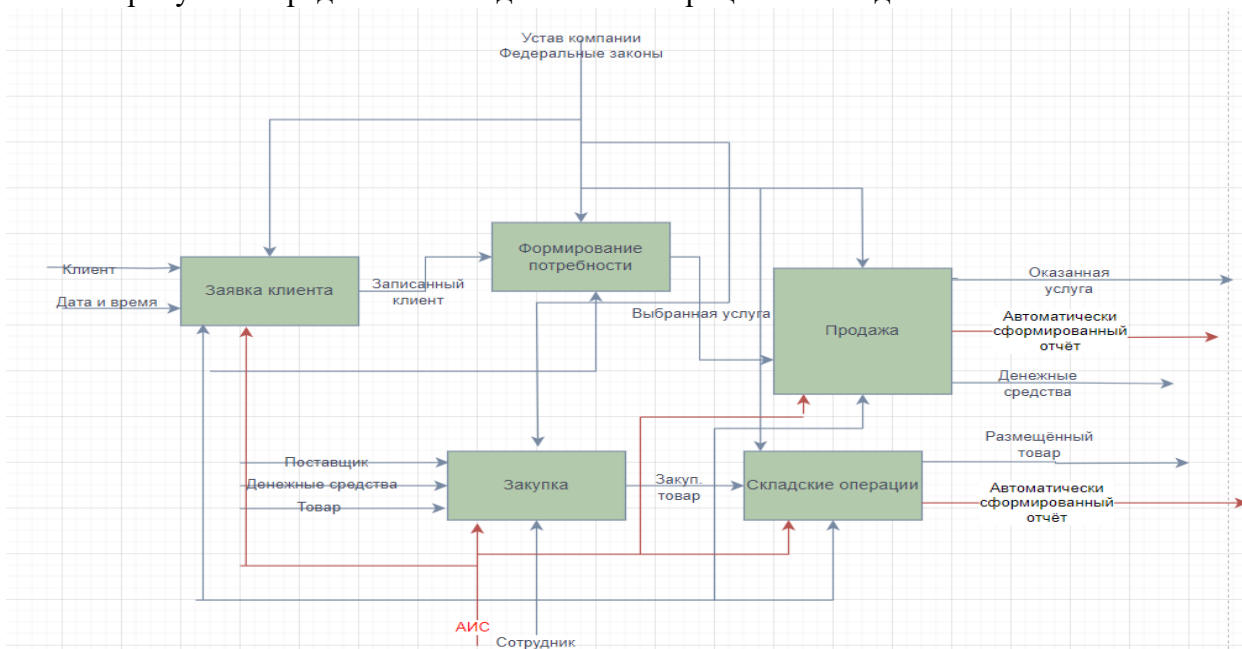 Устав компании
Федеральные законы
Формирование
потребности
Клиент
Дата и время
Заявка клиента
Записанный
клиент
Выбранная услуга
Продажа
Оказанная
услуга
Автоматически
сформированный
отчёт
Денежные
средства
Поставщик
Денежные средства
Товар
Закупка
Закуп.
товар
Складские операции
Размещённый
товар
Автоматически
сформированный
отчёт
АИС
Сотрудник